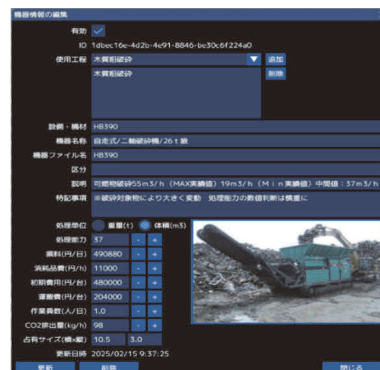 機器情報の編集
有効
ID 1dbec16e-4d2b-4e91-8846-be30c6f224a0
使用工程 木質粗破砕 ▼ 追加
木質粗破砕 削除
設備・機材 HB390
機器名称 自走式/二軸破砕機/26t級
機器ファイル名 HB390
区分
説明 可燃物破砕55m3/h（MAX実績値）19m3/h（Min実績値）中間値：37m3/h
特記事項 ※破砕対象物により大きく変動 処理能力の数値判断は慎重に
処理単位 重量(t) 体積(m3)
処理能力 37 - +
損料(円/日) 490880 - +
消耗品費(円/h) 11000 - +
初期費用(円/台) 480000 - +
運搬費(円/台) 204000 - +
作業員数(人/日) 1.0 - +
CO2排出量(kg/h) 98 - +
占有サイズ(横x縦) 10.5 3.0
更新日時 2025/02/15 9:37:25
更新 削除 閉じる